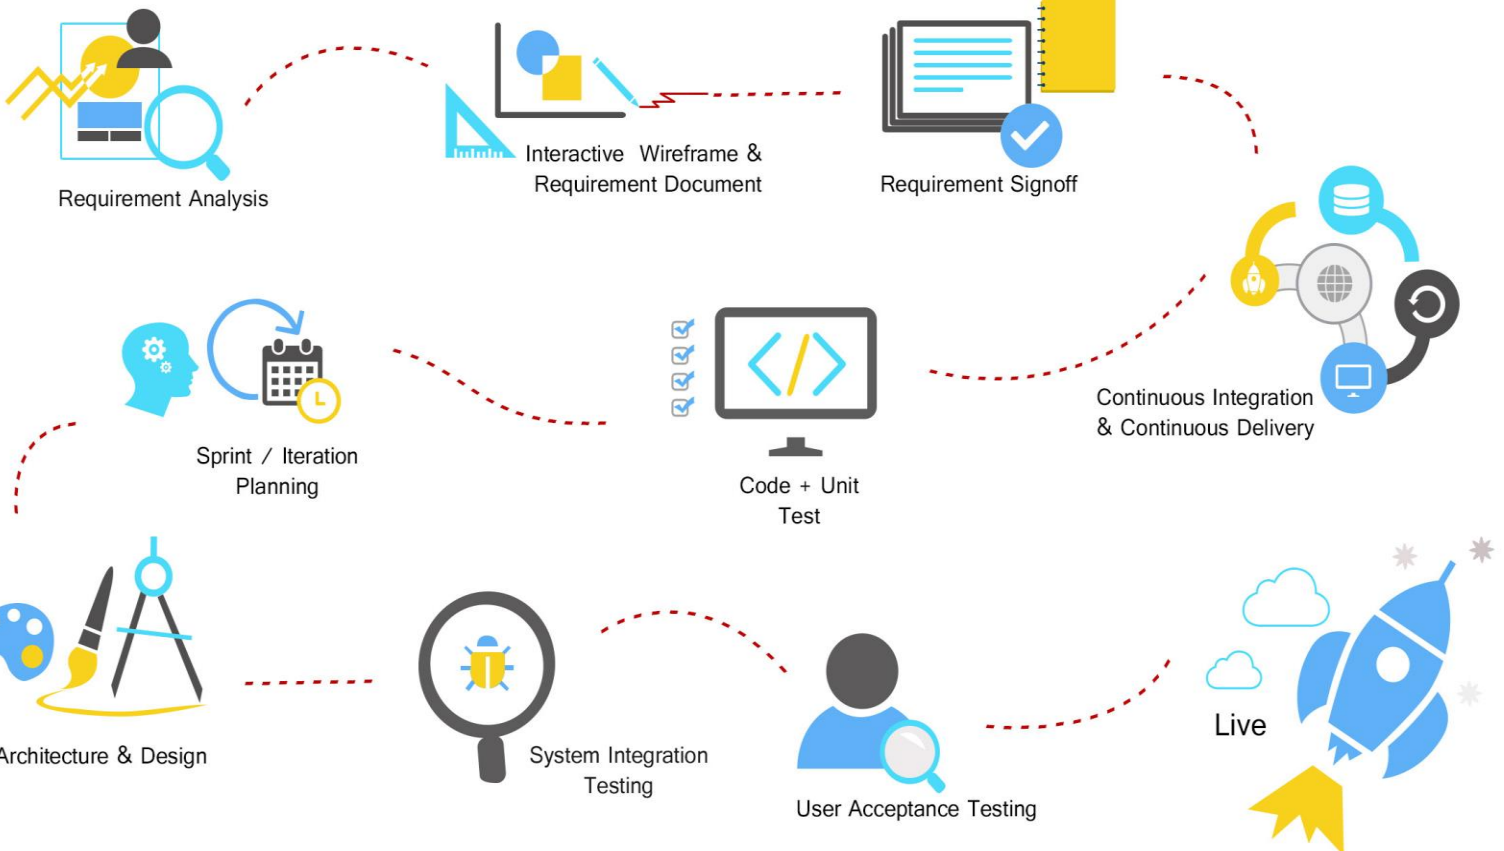 Requirement Analysis
Interactive Wireframe &
Requirement Document
Requirement Signoff
Continuous Integration
& Continuous Delivery
Code + Unit
Test
Sprint / Iteration
Planning
Architecture & Design
System Integration
Testing
User Acceptance Testing
Live